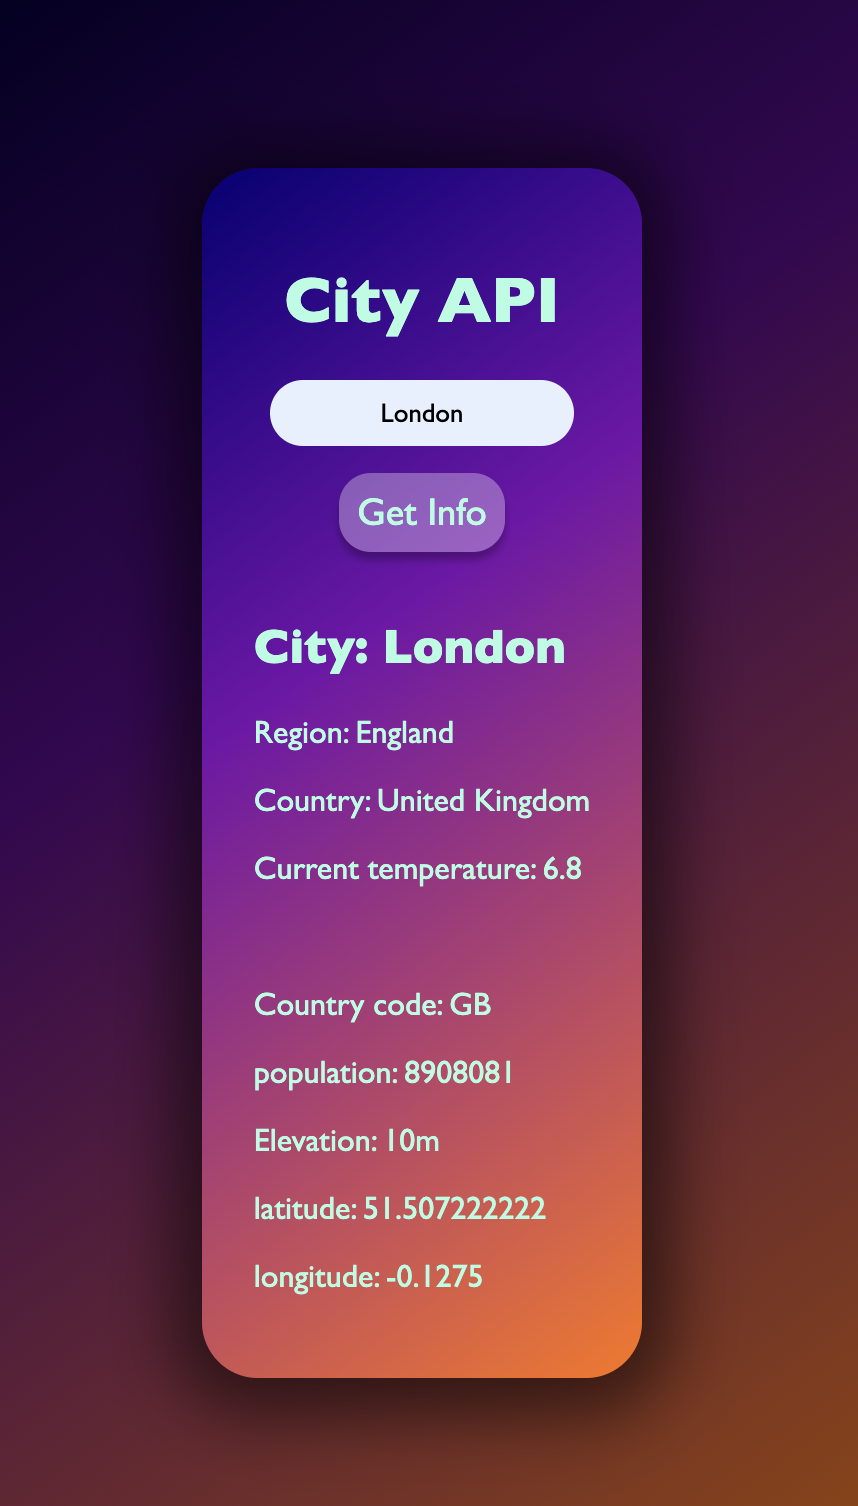 City API
London
Get Info
City: London
Region: England
Country: United Kingdom
Current temperature: 6.8
Country code: GB
population: 8908081
Elevation: 10m
latitude: 51.507222222
longitude: -0.1275